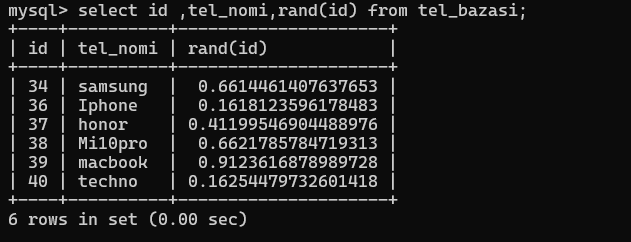 mysql> select id ,tel_nomi,rand(id) from tel_bazasi;
+----+----------+---------------------+
| id | tel_nomi | rand(id)            |
+----+----------+---------------------+
| 34 | samsung  |  0.6614461407637653 |
| 36 | Iphone   |  0.1618123596178483 |
| 37 | honor    | 0.41199546904488976 |
| 38 | Mi10pro  |  0.6621785784719313 |
| 39 | macbook  |  0.9123616878989728 |
| 40 | techno   | 0.16254479732601418 |
+----+----------+---------------------+
6 rows in set (0.00 sec)